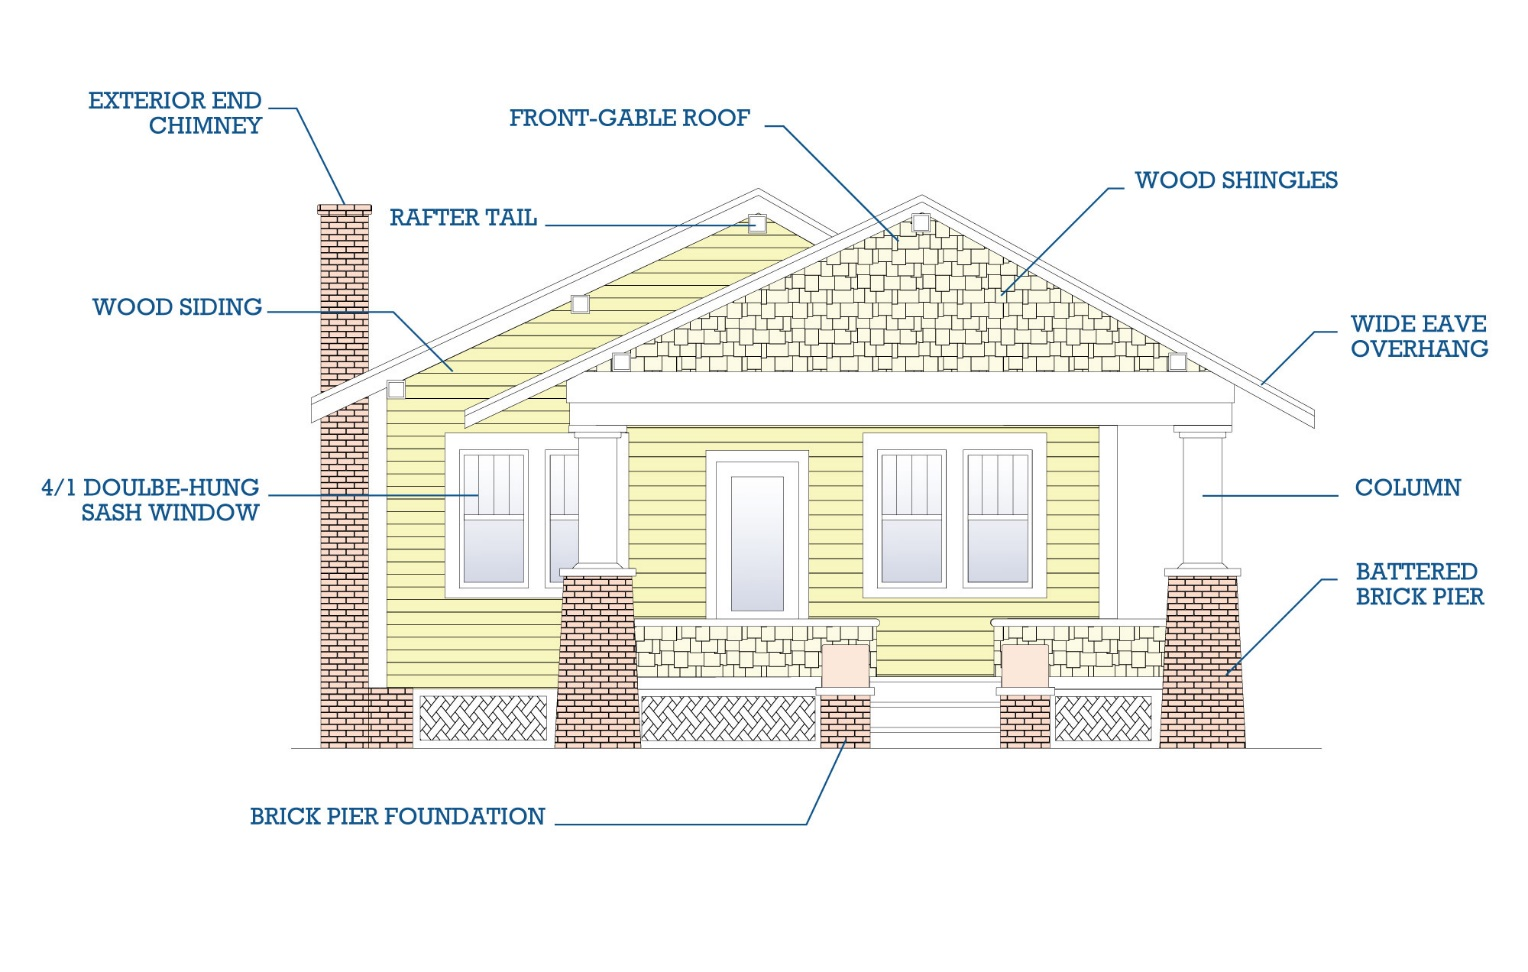 EXTERIOR END
CHIMNEY
FRONT-GABLE ROOF
WOOD SHINGLES
RAFTER TAIL
WOOD SIDING
WIDE EAVE
OVERHANG
4/1 DOULBE-HUNG
SASH WINDOW
COLUMN
BATTERED
BRICK PIER
BRICK PIER FOUNDATION